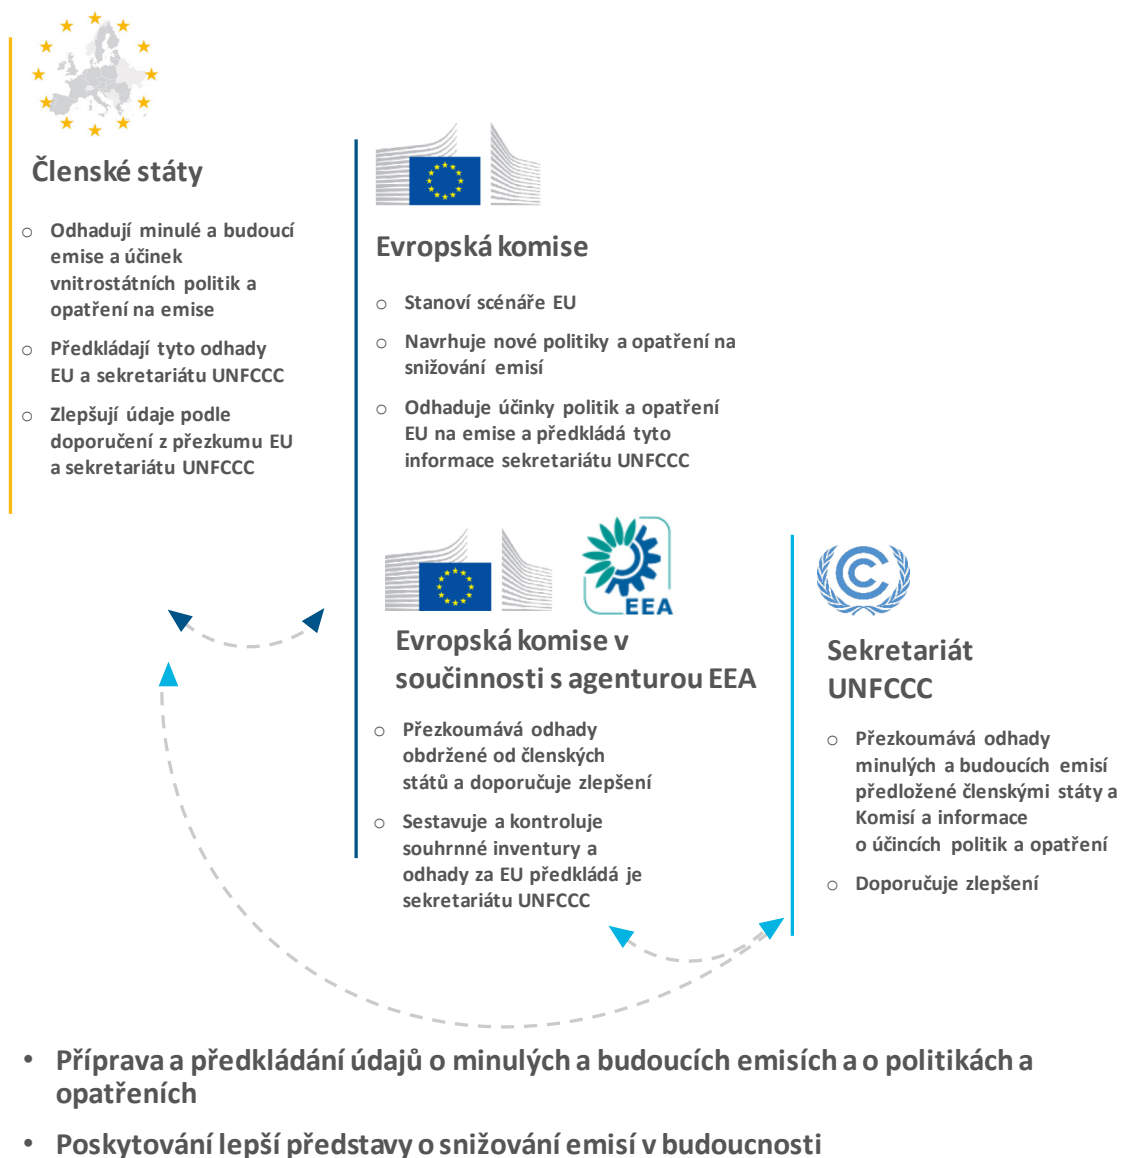 Členské státy
○ Odhadují minulé a budoucí
emise a účinek
vnitrostátních politik a
opatření na emise
○ Předkládají tyto odhady
EU a sekretariátu UNFCCC
○ Zlepšují údaje podle
doporučení z přezkumu EU
a sekretariátu UNFCCC
Evropská komise
○ Stanoví scénáře EU
○ Navrhuje nové politiky a opatření na
snižování emisí
○ Odhaduje účinky politik a opatření
EU na emise a předkládá tyto
informace sekretariátu UNFCCC
EEA
Evropská komise v
součinnosti s agenturou EEA
○ Přezkoumává odhady
obdržené od členských
států a doporučuje zlepšení
○ Sestavuje a kontroluje
souhrnné inventury a
odhady za EU předkládá je
sekretariátu UNFCCC
Sekretariát
UNFCCC
○ Přezkoumává odhady
minulých a budoucích emisí
předložené členskými státy a
Komisí a informace
o účincích politik a opatření
○ Doporučuje zlepšení
• Příprava a předkládání údajů o minulých a budoucích emisích a o politikách a
opatřeních
• Poskytování lepší představy o snižování emisí v budoucnosti